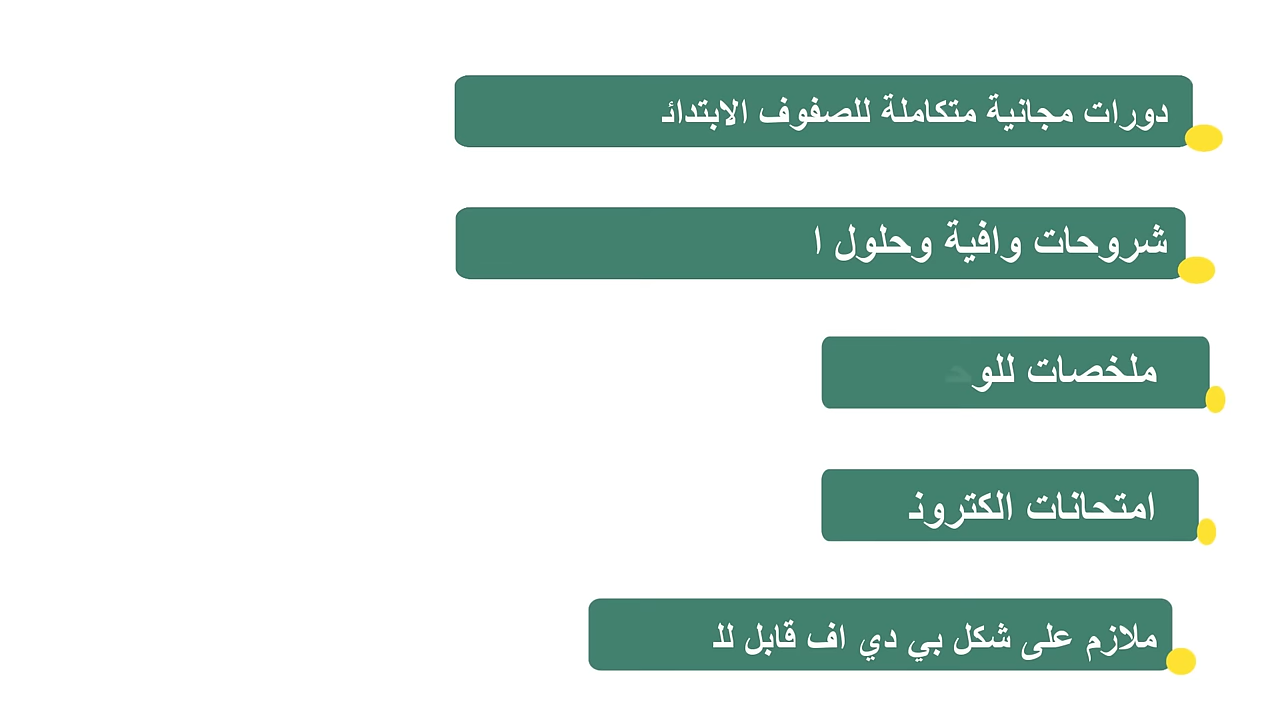 دورات مجانية متكاملة للصفوف الابتدائ
شروحات وافية وحلول ا
ملخصات للوح
امتحانات الكترون
ملازم على شكل بي دي اف قابل لل